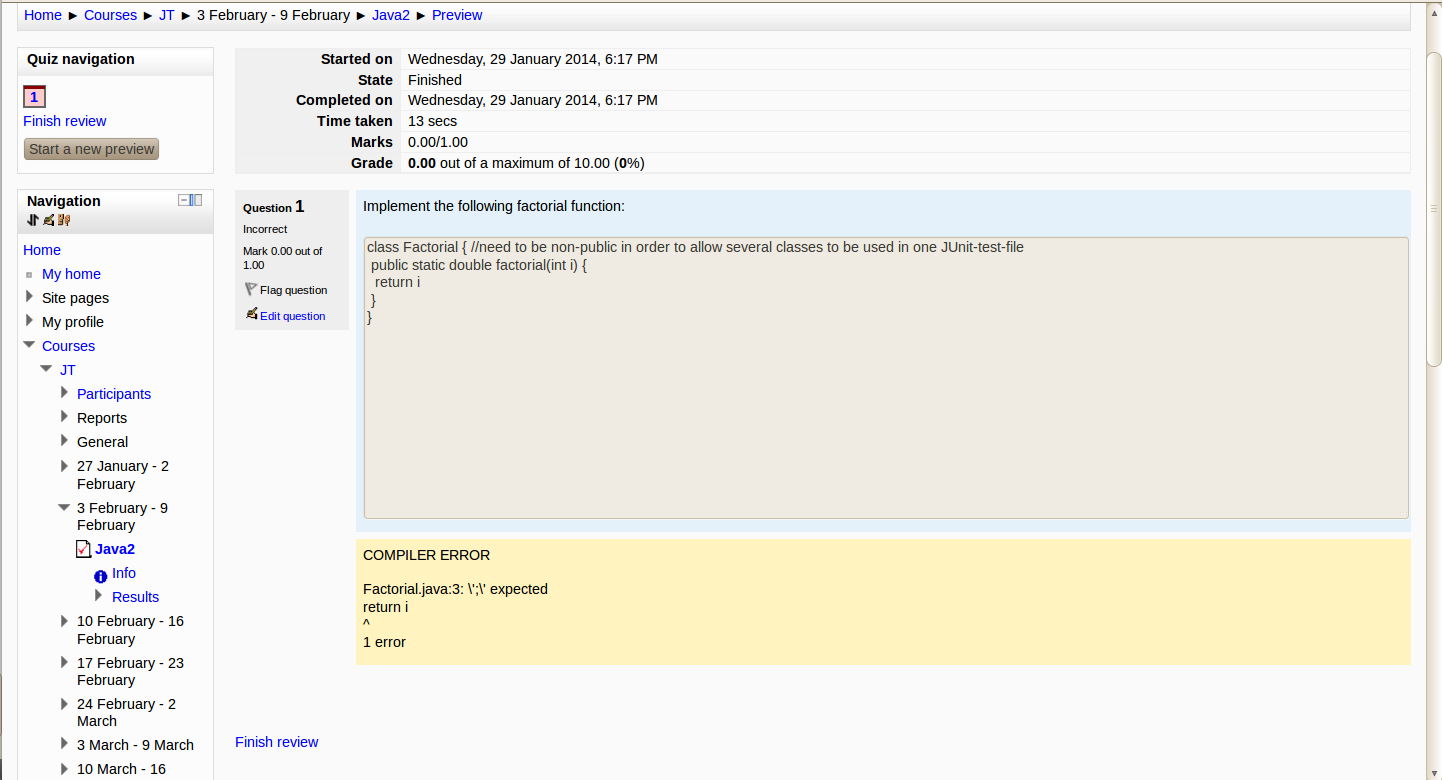 Home ► Courses ► JT ► 3 February - 9 February ► Java2 ► Preview
Quiz navigation
1
Finish review
Start a new preview
Started on Wednesday, 29 January 2014, 6:17 PM
State Finished
Completed on Wednesday, 29 January 2014, 6:17 PM
Time taken 13 secs
Marks 0.00/1.00
Grade 0.00 out of a maximum of 10.00 (0%)
Navigation
Home
My home
Site pages
My profile
Courses
JT
Participants
Reports
General
27 January - 2
February
3 February - 9
February
Java2
Info
Results
10 February - 16
February
17 February - 23
February
24 February - 2
March
3 March - 9 March
10 March - 16
Question 1
Incorrect
Mark 0.00 out of
1.00
Flag question
Edit question
Implement the following factorial function:
class Factorial { //need to be non-public in order to allow several classes to be used in one JUnit-test-file
public static double factorial(int i) {
return i
}
}
COMPILER ERROR
Factorial.java:3: \';\' expected
return i
^
1 error
Finish review